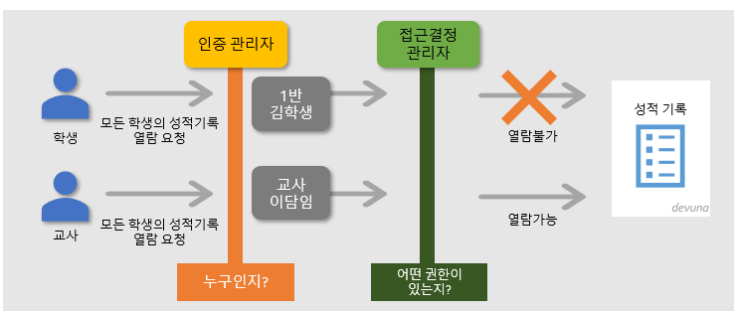 인증 관리자
접근결정
관리자
학생
모든 학생의 성적기록
열람 요청
1반
김학생
열람불가
성적 기록
교사
모든 학생의 성적기록
열람 요청
교사
이담임
열람가능
devuna
누구인지?
어떤 권한이
있는지?